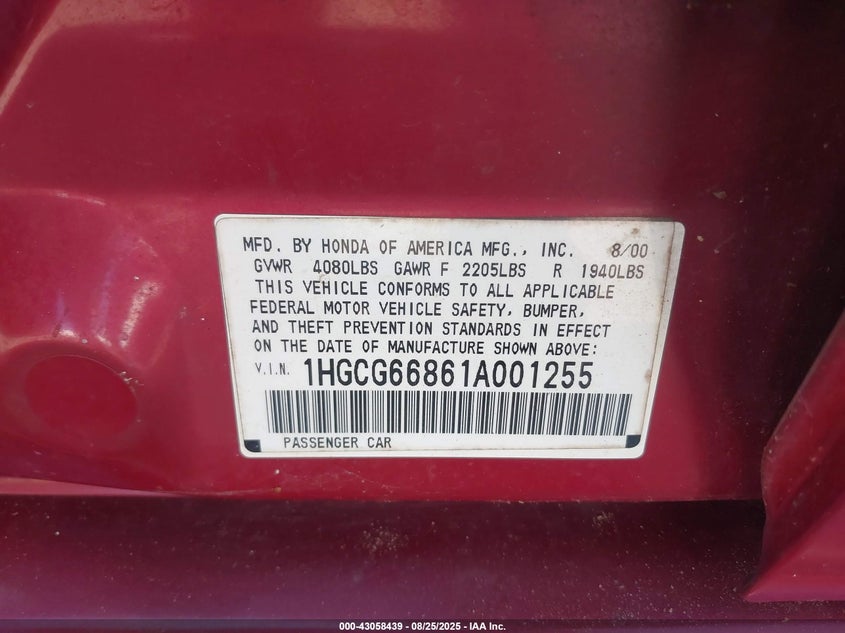 MFD. BY HONDA OF AMERICA MFG., INC. 8/00
GVWR 4080LBS GAWR F 2205LBS R 1940LBS
THIS VEHICLE CONFORMS TO ALL APPLICABLE
FEDERAL MOTOR VEHICLE SAFETY, BUMPER,
AND THEFT PREVENTION STANDARDS IN EFFECT
ON THE DATE OF MANUFACTURE SHOWN ABOVE:
V.I.N. 1HGCG66861A001255
PASSENGER CAR
000-43058439 - 08/25/2025 - IAA Inc.